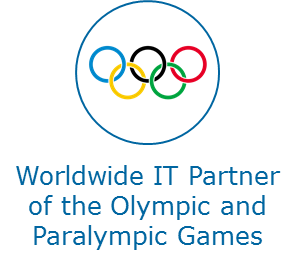 Worldwide IT Partner
of the Olympic and
Paralympic Games